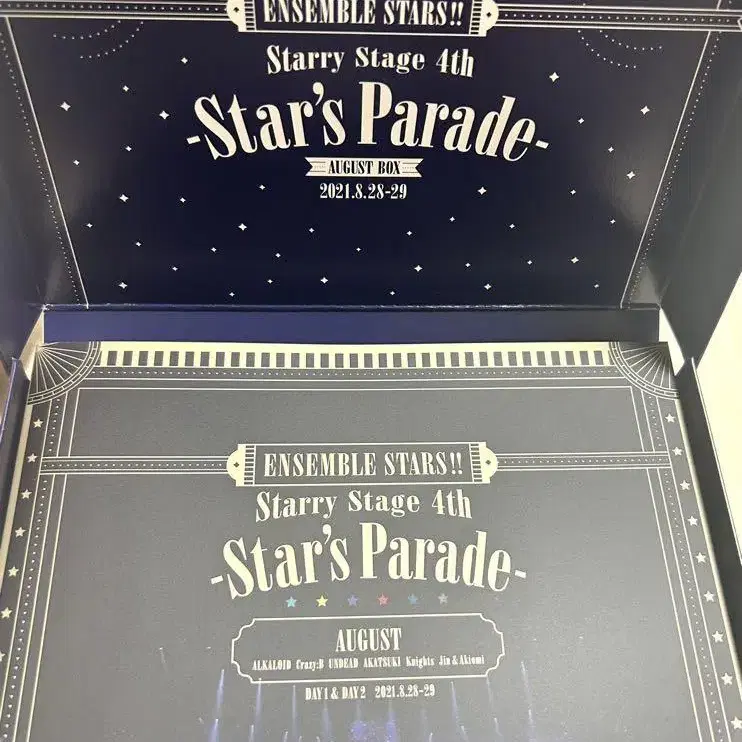 ENSEMBLE STARS!!
Starry Stage 4th
-Star's Parade-
AUGUST BOX
2021.8.28-29
ENSEMBLE STARS!!
Starry Stage 4th
-Star's Parade-
AUGUST
ALKALOID Crazy:B UNDEAD AKATSUKI Knights Jin&Akiomi
DAY1 & DAY2 2021.8.28-29